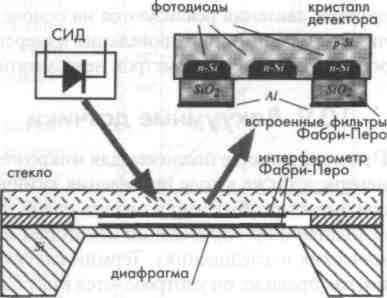 фотодиоды
кристалл
детектора
СИД
p-Si
n-Si
n-Si
n-Si
SiO2
Al
SiO2
встроенные фильтры
Фабри-Перо
интерферометр
Фабри-Перо
стекло
Si
диафрагма